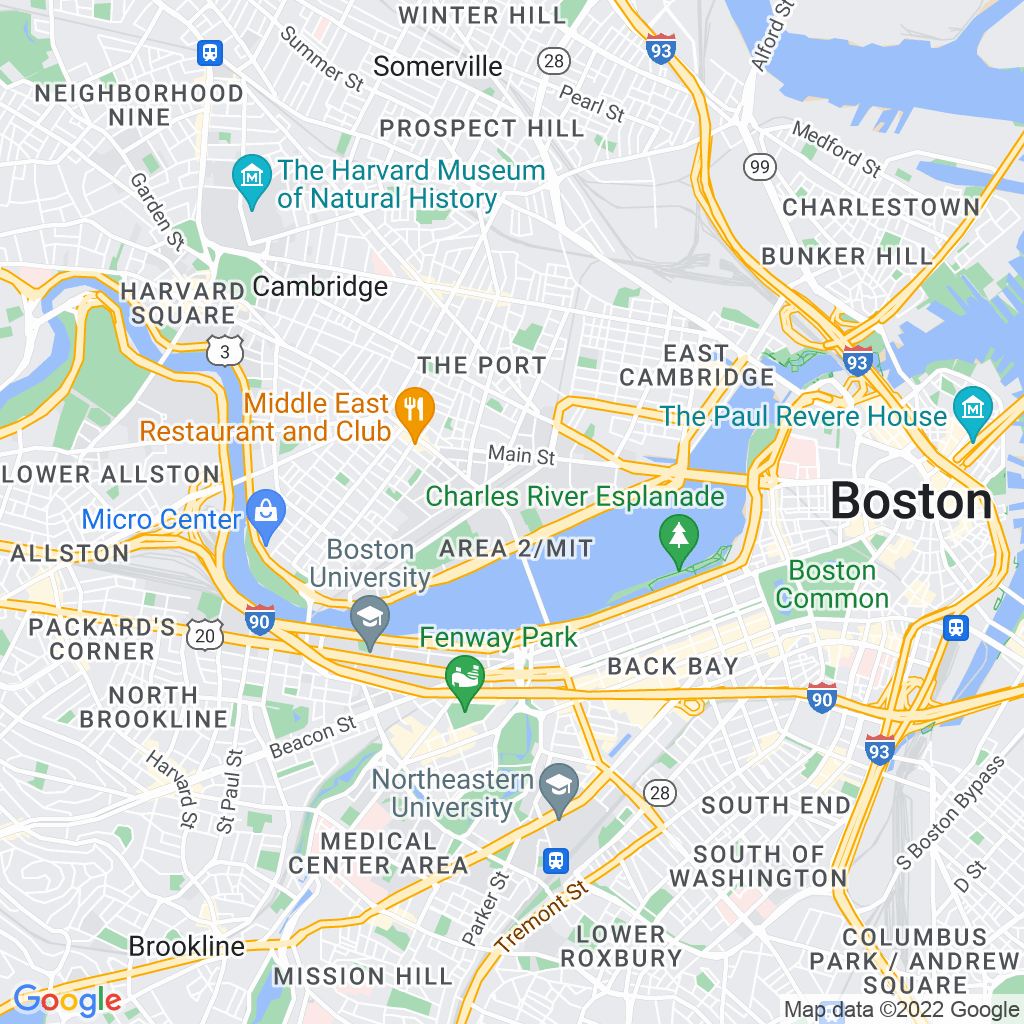 WINTER HILL
93
Alford St
Summer St
Somerville
28
Pearl St
NEIGHBORHOOD
NINE
PROSPECT HILL
Medford St
99
The Harvard Museum
of Natural History
Garden St
CHARLESTOWN
BUNKER HILL
Cambridge
HARVARD
SQUARE
3
THE PORT
EAST
CAMBRIDGE
93
Middle East
Restaurant and Club
The Paul Revere House
Main St
LOWER ALLSTON
Charles River Esplanade
Boston
Micro Center
ALLSTON
Boston
University
AREA 2/MIT
Boston
Common
90
PACKARD'S
CORNER
20
Fenway Park
BACK BAY
90
NORTH
BROOKLINE
Beacon St
93
Harvard St
St Paul St
Northeastern
University
28
SOUTH END
S Boston Bypass
MEDICAL
CENTER AREA
SOUTH OF
WASHINGTON
D St
Parker St
Tremont St
Brookline
LOWER
ROXBURY
COLUMBUS
PARK / ANDREW
SQUARE
MISSION HILL
Google
Map data ©2022 Google